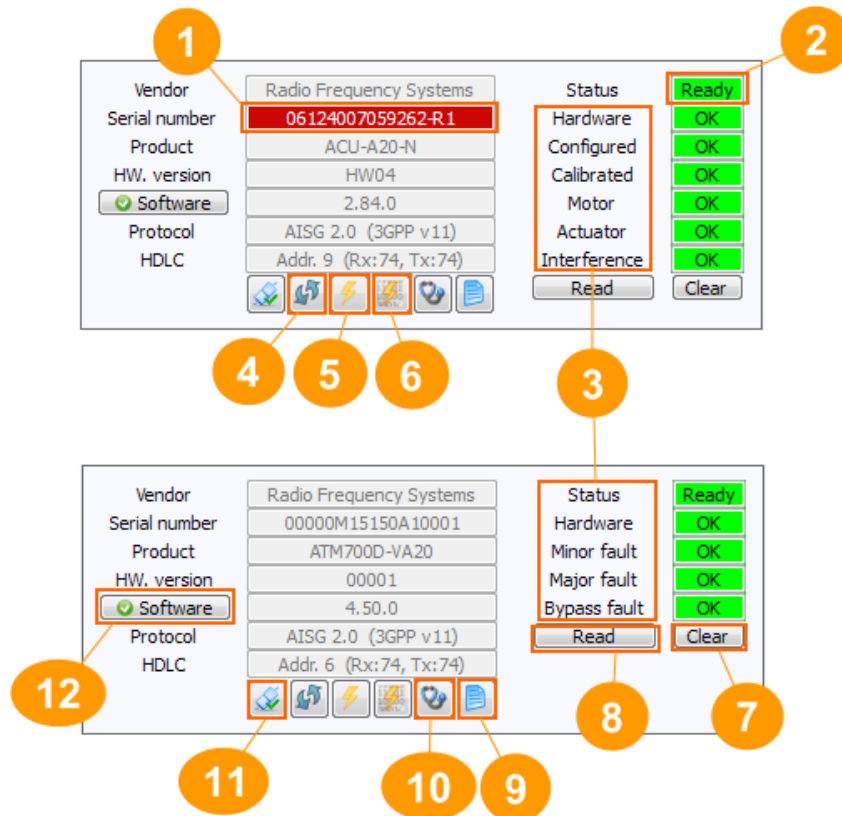 1
2
Vendor Radio Frequency Systems Status Ready
Serial number 06124007059262-R1 Hardware OK
Product ACU-A20-N Configured OK
HW. version HW04 Calibrated OK
Software 2.84.0 Motor OK
Protocol AISG 2.0 (3GPP v11) Actuator OK
HDLC Addr. 9 (Rx:74, Tx:74) Interference OK
Read Clear
4
5
6
3
Vendor Radio Frequency Systems Status Ready
Serial number 00000M15150A10001 Hardware OK
Product ATM700D-VA20 Minor fault OK
HW. version 00001 Major fault OK
Software 4.50.0 Bypass fault OK
Protocol AISG 2.0 (3GPP v11) Read Clear
HDLC Addr. 6 (Rx:74, Tx:74)
12
8
7
11
10
9